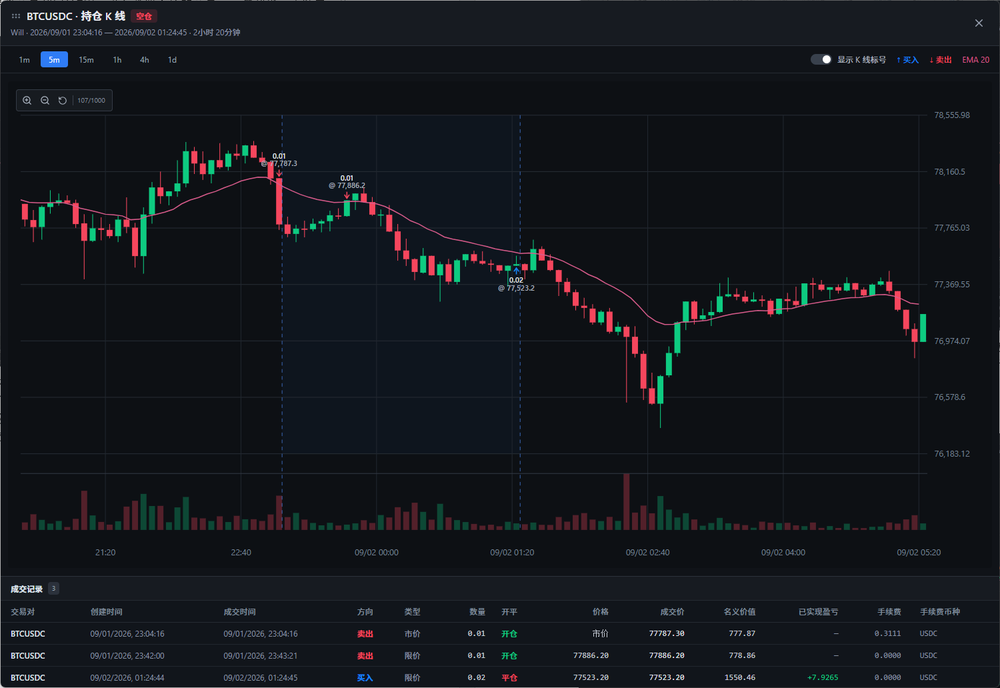 BTCUSDC · 持仓 K 线 空仓
Will · 2026/09/01 23:04:16 — 2026/09/02 01:24:45 · 2小时 20分钟
1m 5m 15m 1h 4h 1d 显示 K 线标号 ↑ 买入 ↓ 卖出 EMA 20
107/1000
78,555.98
0.01
@ 77,787.3
78,160.5
0.01
@ 77,886.2
77,765.03
0.02
@ 77,523.2
77,369.55
76,974.07
76,578.6
76,183.12
21:20 22:40 09/02 00:00 09/02 01:20 09/02 02:40 09/02 04:00 09/02 05:20
成交记录 3
交易对 创建时间 成交时间 方向 类型 数量 开平 价格 成交价 名义价值 已实现盈亏 手续费 手续费币种
BTCUSDC 09/01/2026, 23:04:16 09/01/2026, 23:04:16 卖出 市价 0.01 开仓 市价 77787.30 777.87 – 0.3111 USDC
BTCUSDC 09/01/2026, 23:42:00 09/01/2026, 23:43:21 卖出 限价 0.01 开仓 77886.20 77886.20 778.86 – 0.0000 USDC
BTCUSDC 09/02/2026, 01:24:44 09/02/2026, 01:24:45 买入 限价 0.02 平仓 77523.20 77523.20 1550.46 +7.9265 0.0000 USDC